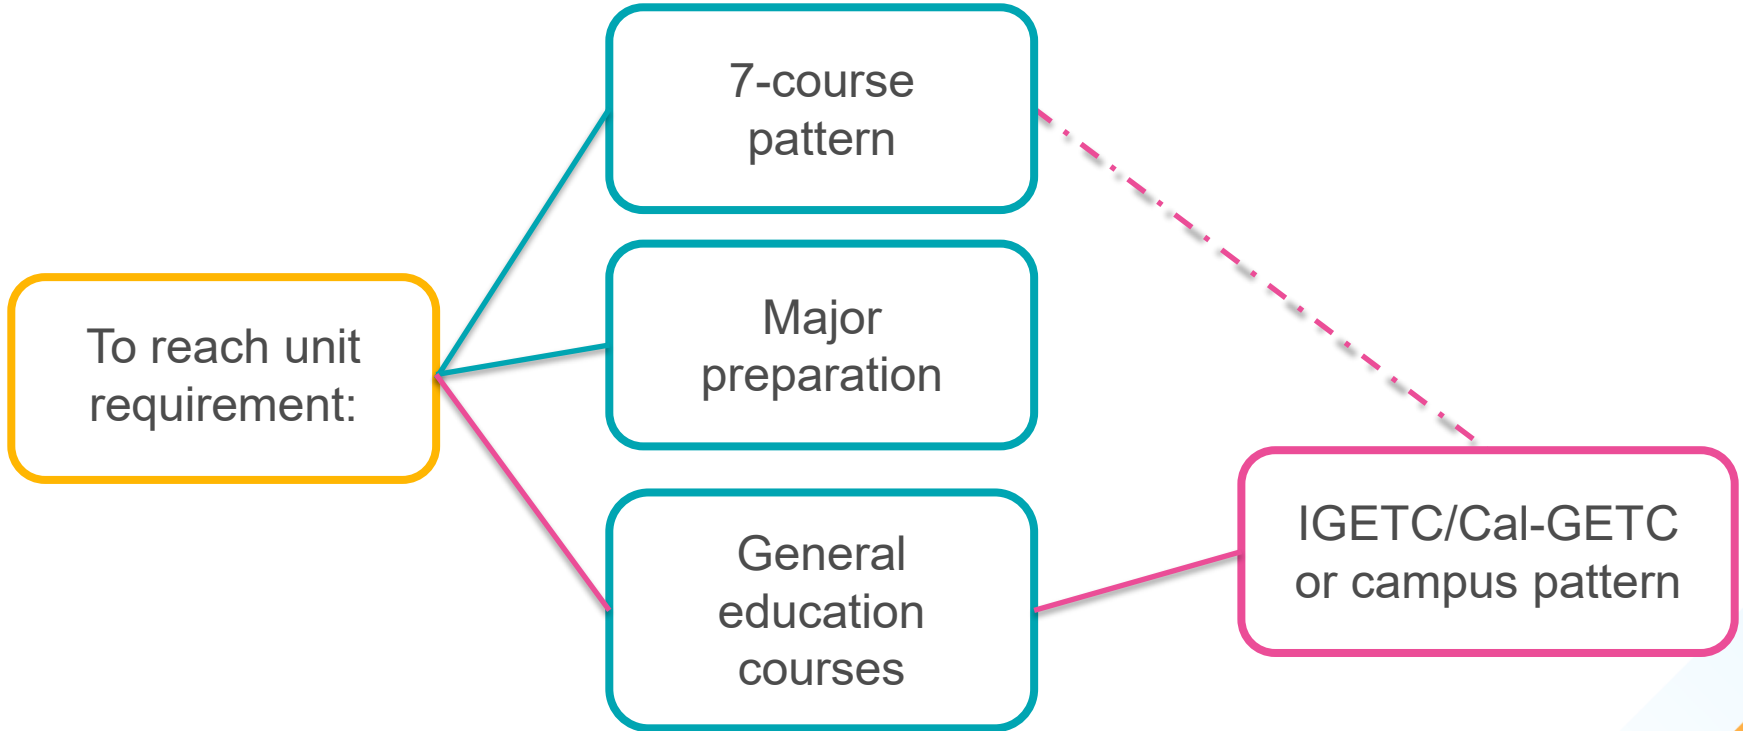 To reach unit
requirement:
7-course
pattern
Major
preparation
General
education
courses
IGETC/Cal-GETC
or campus pattern